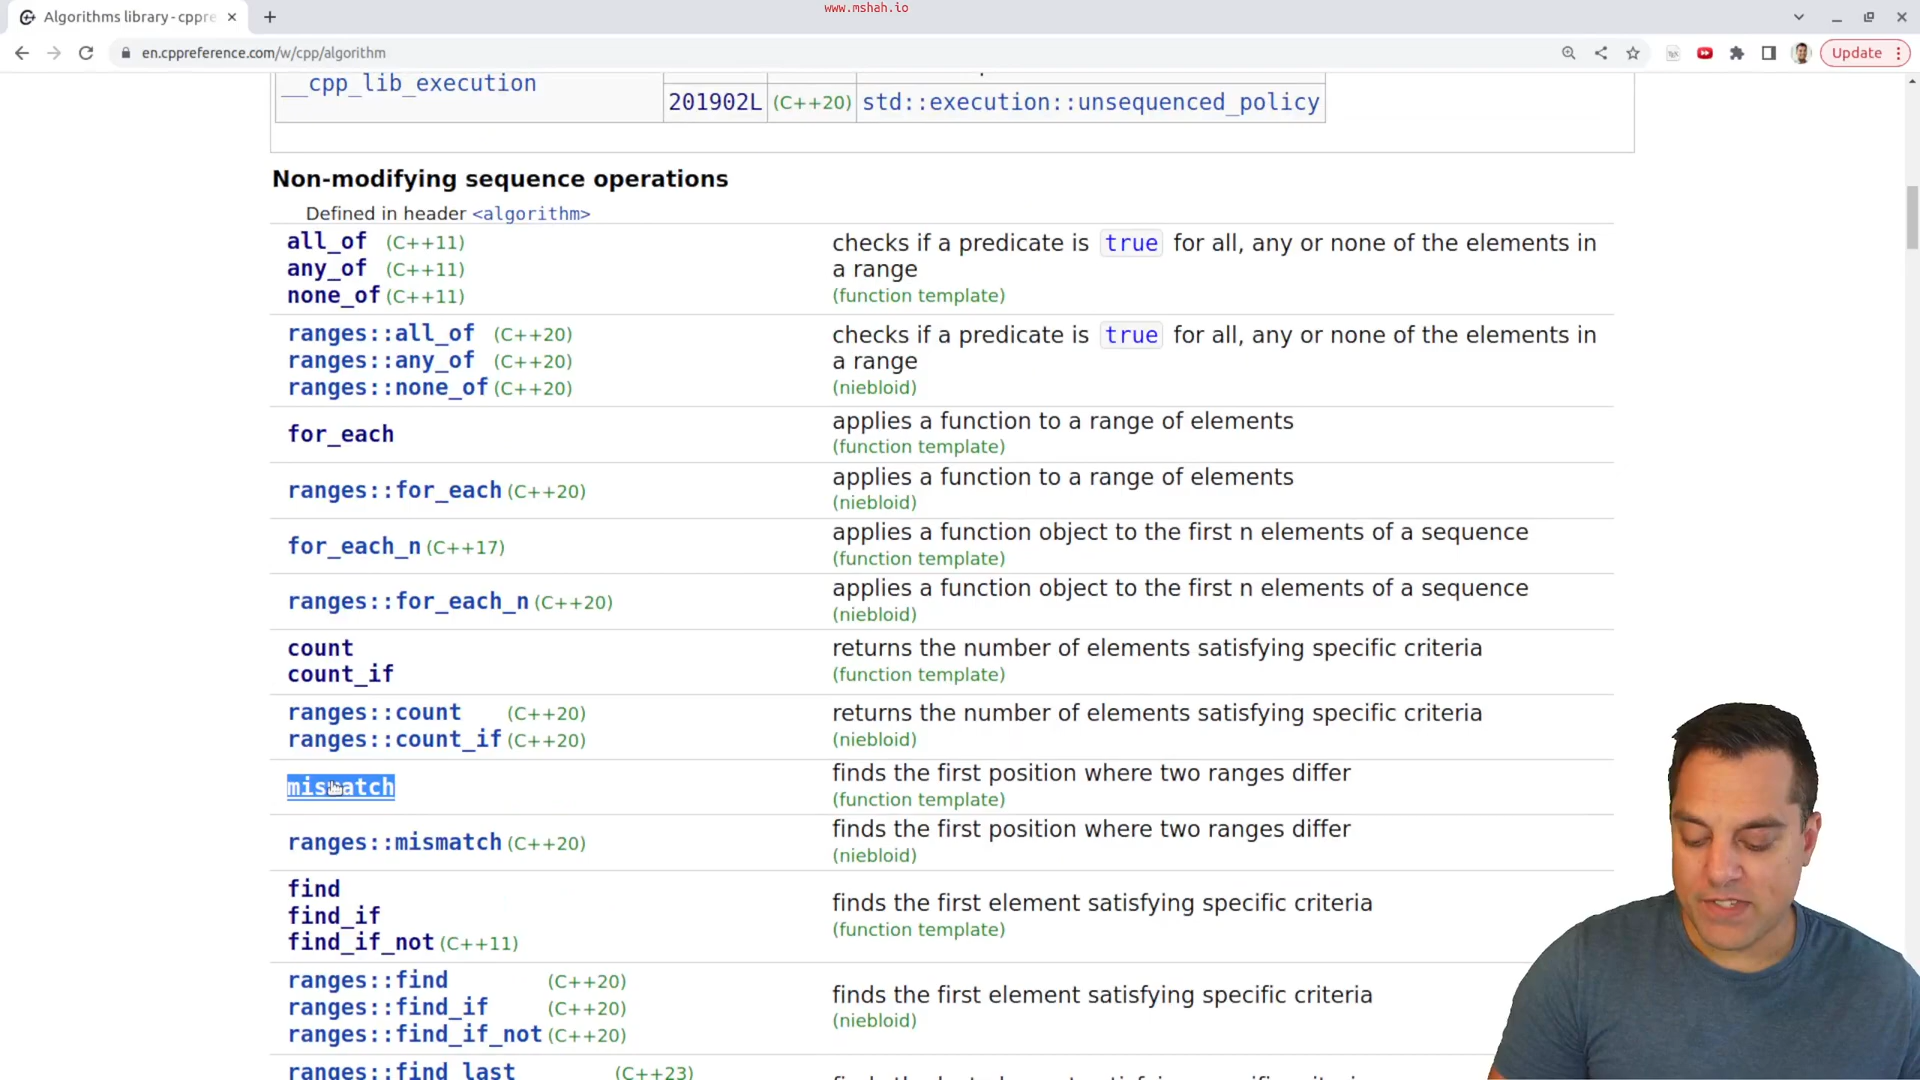 www.mshah.io
Algorithms library - cppre
en.cppreference.com/w/cpp/algorithm
Update
__cpp_lib_execution
201902L (C++20) std::execution::unsequenced_policy
Non-modifying sequence operations
Defined in header <algorithm>
all_of (C++11)
any_of (C++11)
none_of (C++11)
checks if a predicate is true for all, any or none of the elements in
a range
(function template)
ranges::all_of (C++20)
ranges::any_of (C++20)
ranges::none_of (C++20)
checks if a predicate is true for all, any or none of the elements in
a range
(niebloid)
for_each
applies a function to a range of elements
(function template)
ranges::for_each (C++20)
applies a function to a range of elements
(niebloid)
for_each_n (C++17)
applies a function object to the first n elements of a sequence
(function template)
ranges::for_each_n (C++20)
applies a function object to the first n elements of a sequence
(niebloid)
count
count_if
returns the number of elements satisfying specific criteria
(function template)
ranges::count (C++20)
ranges::count_if (C++20)
returns the number of elements satisfying specific criteria
(niebloid)
mismatch
finds the first position where two ranges differ
(function template)
ranges::mismatch (C++20)
finds the first position where two ranges differ
(niebloid)
find
find_if
find_if_not (C++11)
finds the first element satisfying specific criteria
(function template)
ranges::find (C++20)
ranges::find_if (C++20)
ranges::find_if_not (C++20)
finds the first element satisfying specific criteria
(niebloid)
ranges::find_last (C++23)